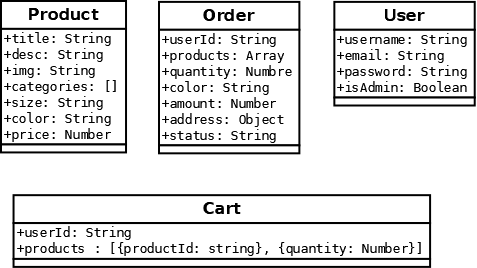 Product
+title: String
+desc: String
+img: String
+categories: []
+size: String
+color: String
+price: Number
Order
+userId: String
+products: Array
+quantity: Numbre
+color: String
+amount: Number
+address: Object
+status: String
User
+username: String
+email: String
+password: String
+isAdmin: Boolean
Cart
+userId: String
+products : [{productId: string}, {quantity: Number}]